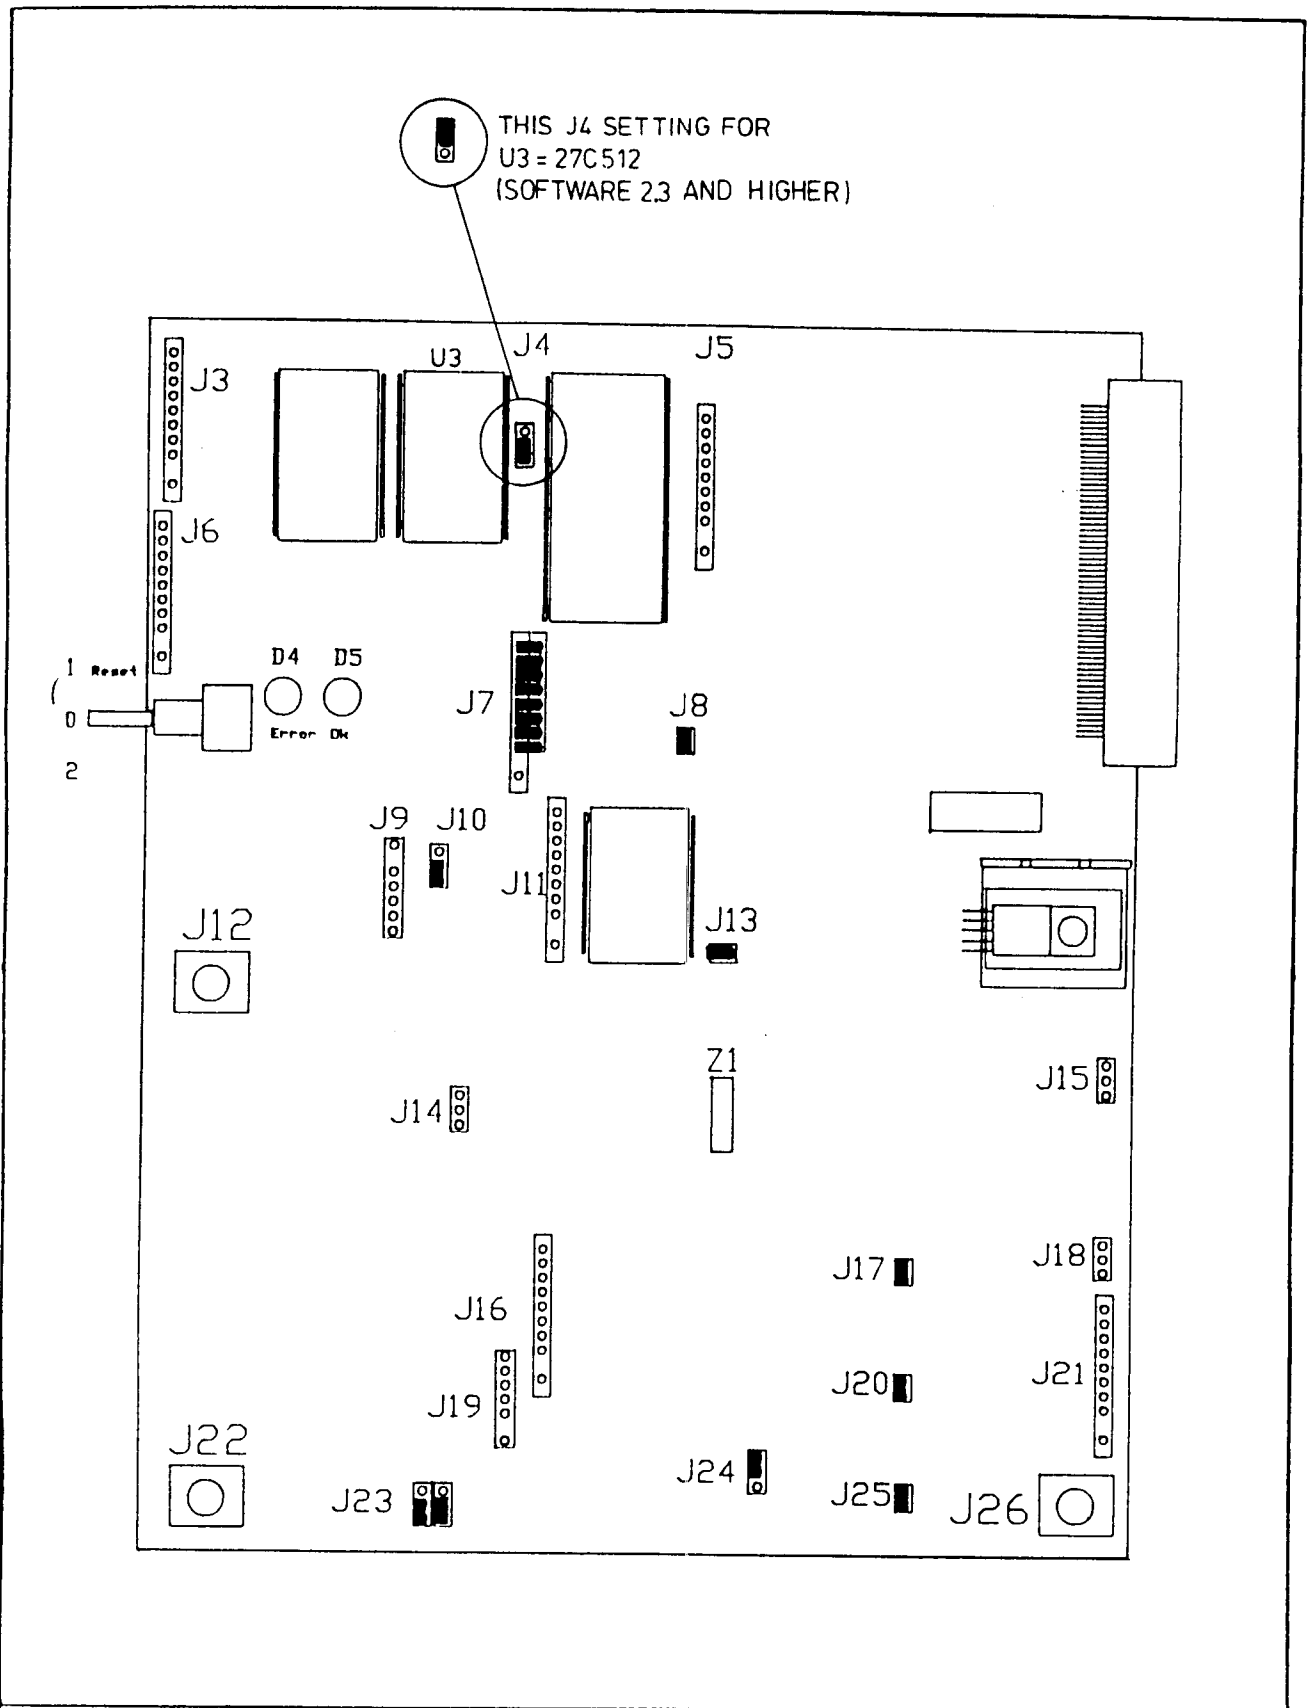 THIS J4 SETTING FOR
U3 = 27C512
(SOFTWARE 2.3 AND HIGHER)
J3
U3
J4
J5
J6
1 Reset
0
2
D4 D5
Error Ok
J7
J8
J9
J10
J11
J12
J13
Z1
J14
J15
J16
J17
J18
J19
J20
J21
J22
J23
J24
J25
J26